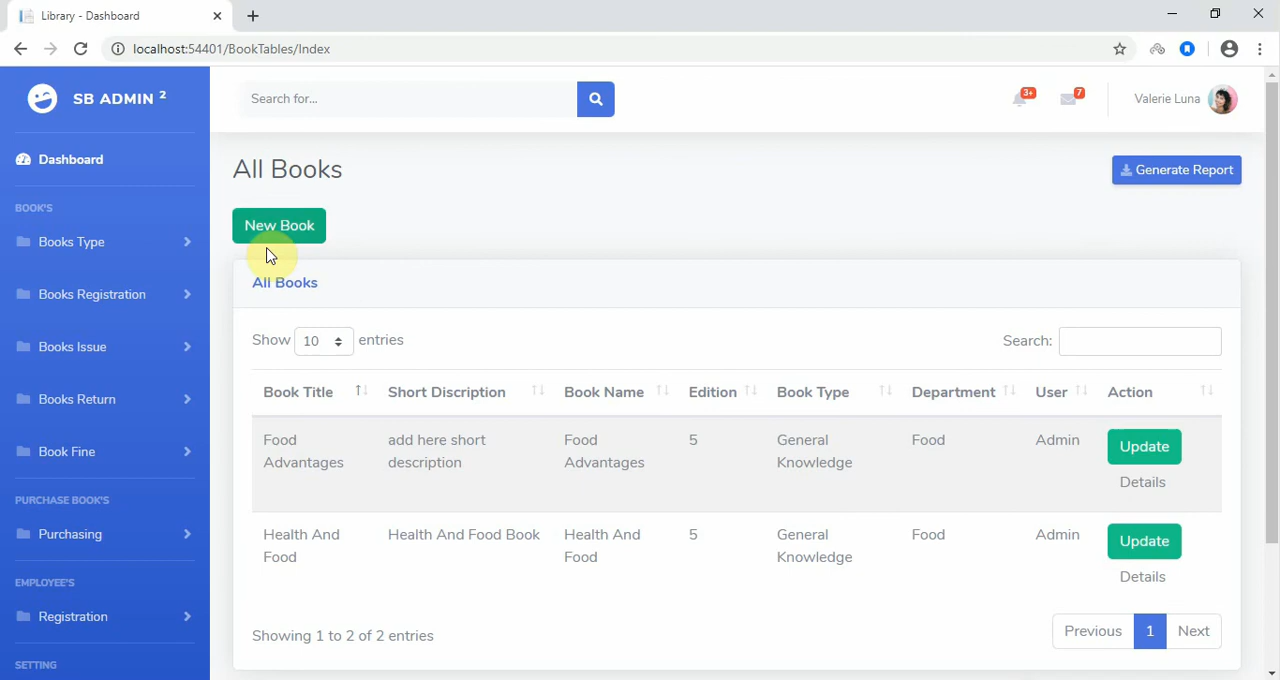 Library - Dashboard
localhost:54401/BookTables/Index
SB ADMIN 2
Search for...
3+
7
Valerie Luna
Dashboard
All Books
Generate Report
BOOK'S
New Book
Books Type
All Books
Books Registration
Show 10 entries
Search:
Books Issue
Book Title Short Discription Book Name Edition Book Type Department User Action
Books Return
Food Advantages add here short description Food Advantages 5 General Knowledge Food Admin Update
Details
Book Fine
PURCHASE BOOK'S
Purchasing
Health And Food Health And Food Book Health And Food 5 General Knowledge Food Admin Update
Details
EMPLOYEE'S
Registration
Showing 1 to 2 of 2 entries
Previous 1 Next
SETTING